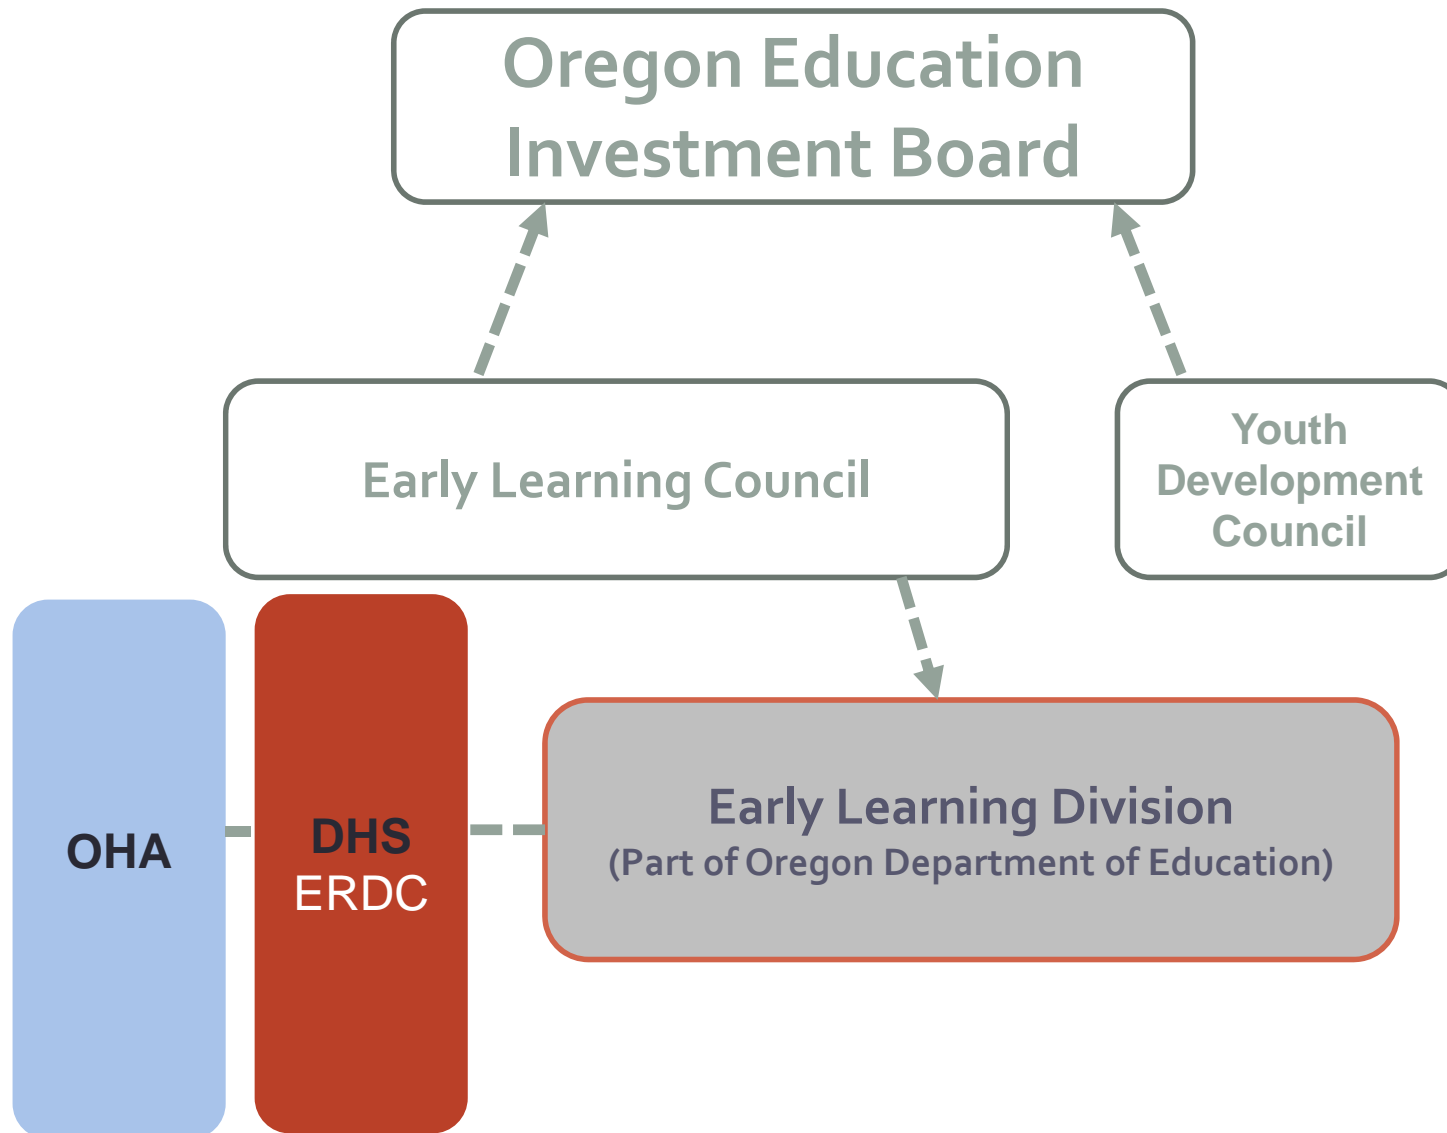 Oregon Education
Investment Board
Early Learning Council
Youth
Development
Council
OHA
DHS
ERDC
Early Learning Division
(Part of Oregon Department of Education)